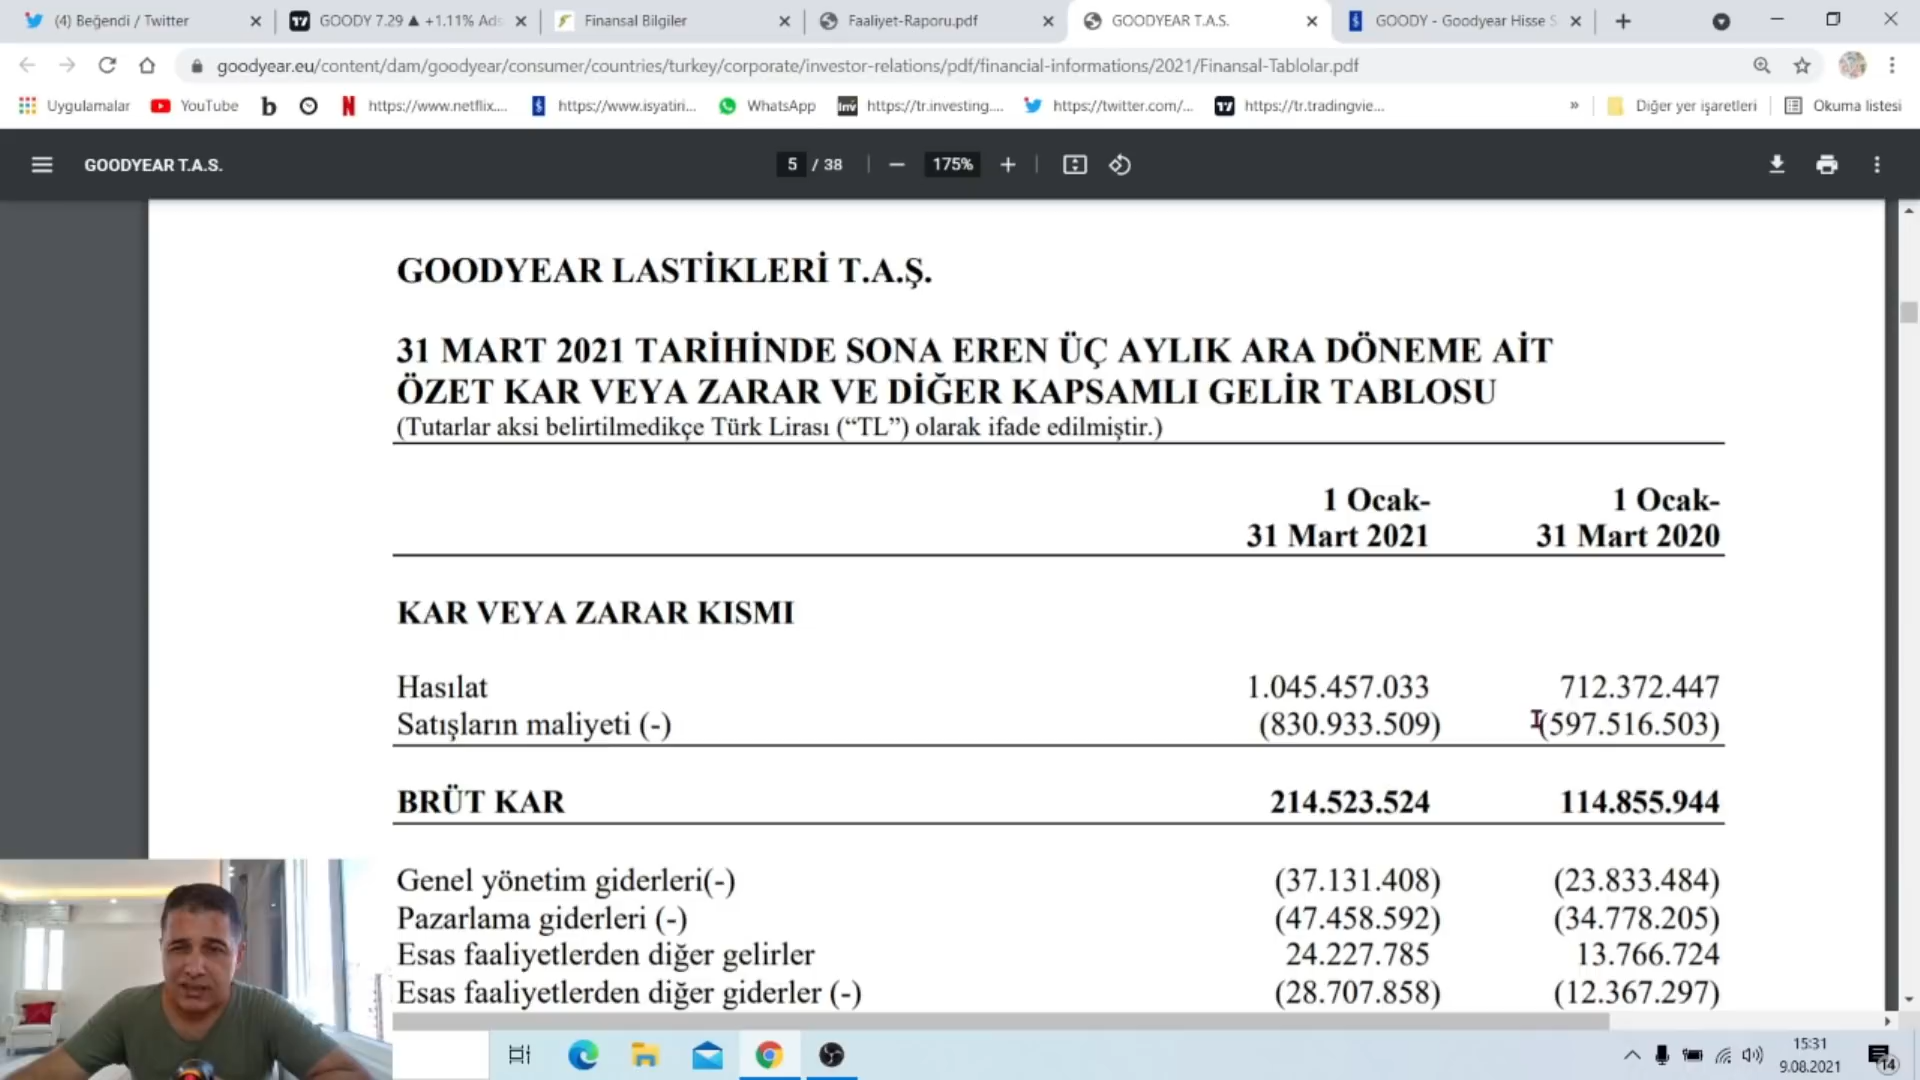 (4) Beğendi / Twitter
GOODY 7.29 ▲ +1.11% Ads
Finansal Bilgiler
Faaliyet-Raporu.pdf
GOODYEAR T.A.S.
GOODY - Goodyear Hisse S
goodyear.eu/content/dam/goodyear/consumer/countries/turkey/corporate/investor-relations/pdf/financial-informations/2021/Finansal-Tablolar.pdf
Uygulamalar
YouTube
https://www.netflix....
https://www.isyatiri...
WhatsApp
https://tr.investing....
https://twitter.com/...
https://tr.tradingvie...
»
Diğer yer işaretleri
Okuma listesi
GOODYEAR T.A.S.
5 / 38
175%
GOODYEAR LASTİKLERİ T.A.Ş.
31 MART 2021 TARİHİNDE SONA EREN ÜÇ AYLIK ARA DÖNEME AİT
ÖZET KAR VEYA ZARAR VE DİĞER KAPSAMLI GELİR TABLOSU
(Tutarlar aksi belirtilmedikçe Türk Lirası (“TL”) olarak ifade edilmiştir.)
1 Ocak- 1 Ocak-
31 Mart 2021 31 Mart 2020
KAR VEYA ZARAR KISMI
Hasılat 1.045.457.033 712.372.447
Satışların maliyeti (-) (830.933.509) (597.516.503)
BRÜT KAR 214.523.524 114.855.944
Genel yönetim giderleri(-) (37.131.408) (23.833.484)
Pazarlama giderleri (-) (47.458.592) (34.778.205)
Esas faaliyetlerden diğer gelirler 24.227.785 13.766.724
Esas faaliyetlerden diğer giderler (-) (28.707.858) (12.367.297)
15:31
9.08.2021
14